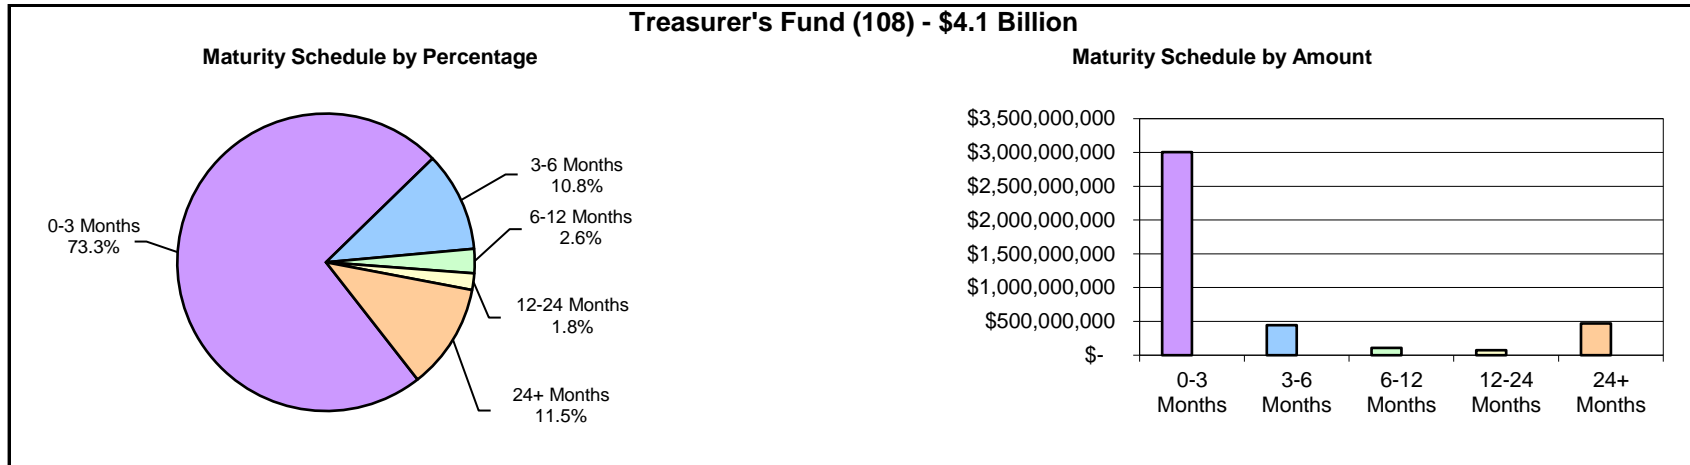 Treasurer's Fund (108) - $4.1 Billion
Maturity Schedule by Percentage
0-3 Months
73.3%
3-6 Months
10.8%
6-12 Months
2.6%
12-24 Months
1.8%
24+ Months
11.5%
Maturity Schedule by Amount
$3,500,000,000
$3,000,000,000
$2,500,000,000
$2,000,000,000
$1,500,000,000
$1,000,000,000
$500,000,000
$-
0-3
Months
3-6
Months
6-12
Months
12-24
Months
24+
Months